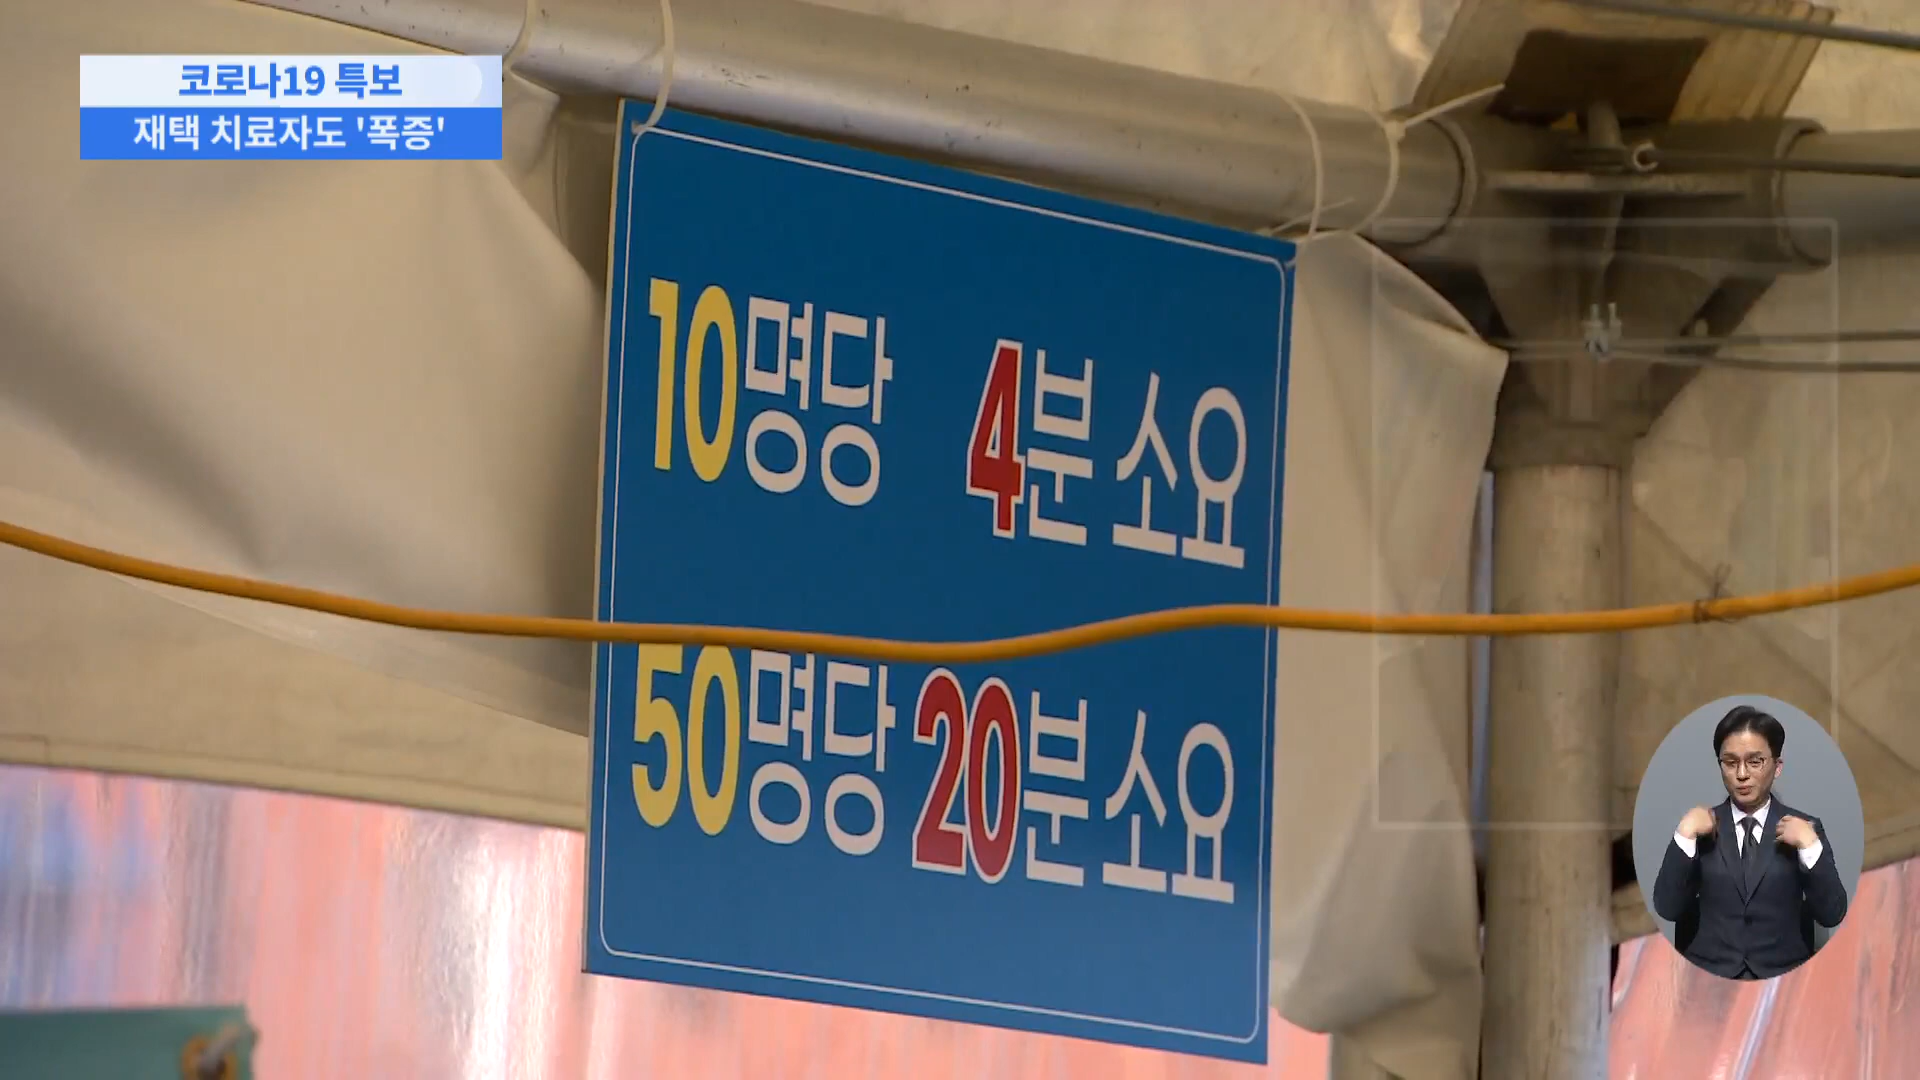 코로나19 특보
재택 치료자도 '폭증'
10명당 4분 소요
50명당 20분 소요